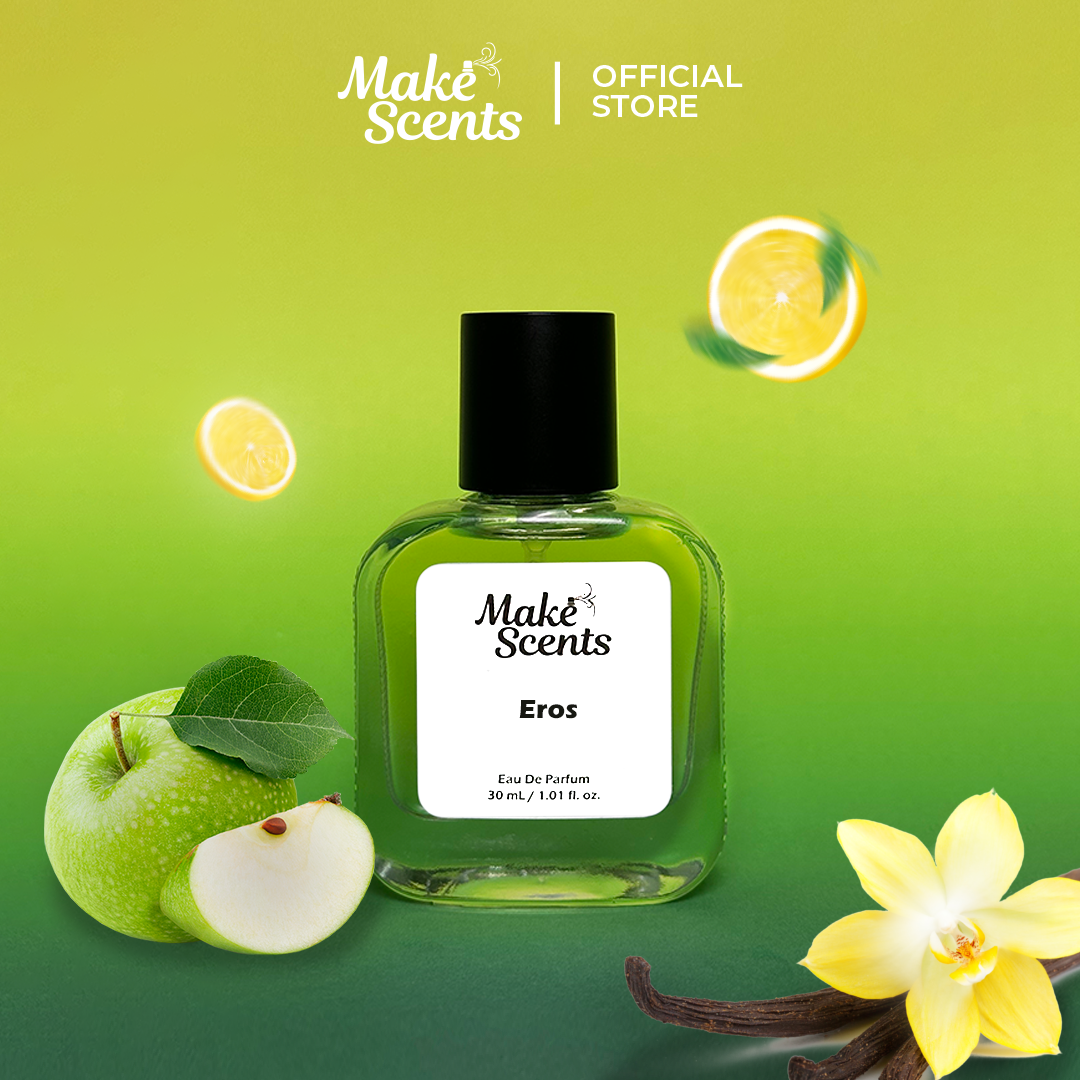 Make
Scents
OFFICIAL
STORE
Make
Scents
Eros
Eau De Parfum
30 mL / 1.01 fl. oz.